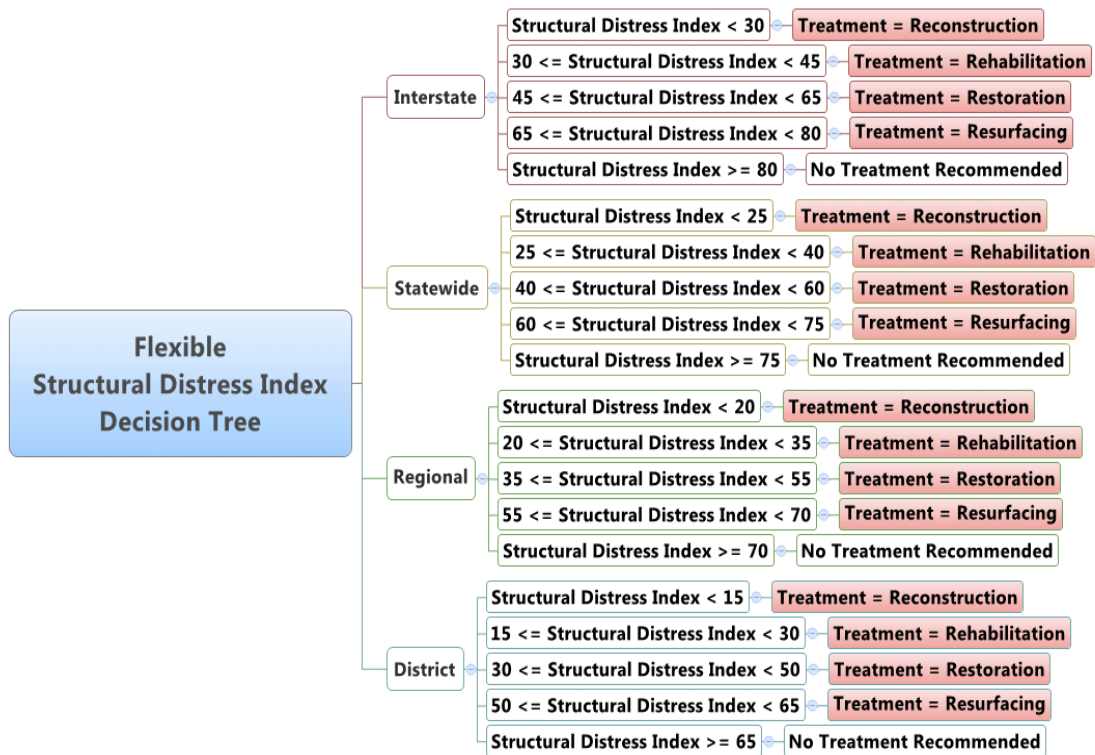 Flexible
Structural Distress Index
Decision Tree
Interstate
Structural Distress Index < 30 Treatment = Reconstruction
30 <= Structural Distress Index < 45 Treatment = Rehabilitation
45 <= Structural Distress Index < 65 Treatment = Restoration
65 <= Structural Distress Index < 80 Treatment = Resurfacing
Structural Distress Index >= 80 No Treatment Recommended
Statewide
Structural Distress Index < 25 Treatment = Reconstruction
25 <= Structural Distress Index < 40 Treatment = Rehabilitation
40 <= Structural Distress Index < 60 Treatment = Restoration
60 <= Structural Distress Index < 75 Treatment = Resurfacing
Structural Distress Index >= 75 No Treatment Recommended
Regional
Structural Distress Index < 20 Treatment = Reconstruction
20 <= Structural Distress Index < 35 Treatment = Rehabilitation
35 <= Structural Distress Index < 55 Treatment = Restoration
55 <= Structural Distress Index < 70 Treatment = Resurfacing
Structural Distress Index >= 70 No Treatment Recommended
District
Structural Distress Index < 15 Treatment = Reconstruction
15 <= Structural Distress Index < 30 Treatment = Rehabilitation
30 <= Structural Distress Index < 50 Treatment = Restoration
50 <= Structural Distress Index < 65 Treatment = Resurfacing
Structural Distress Index >= 65 No Treatment Recommended